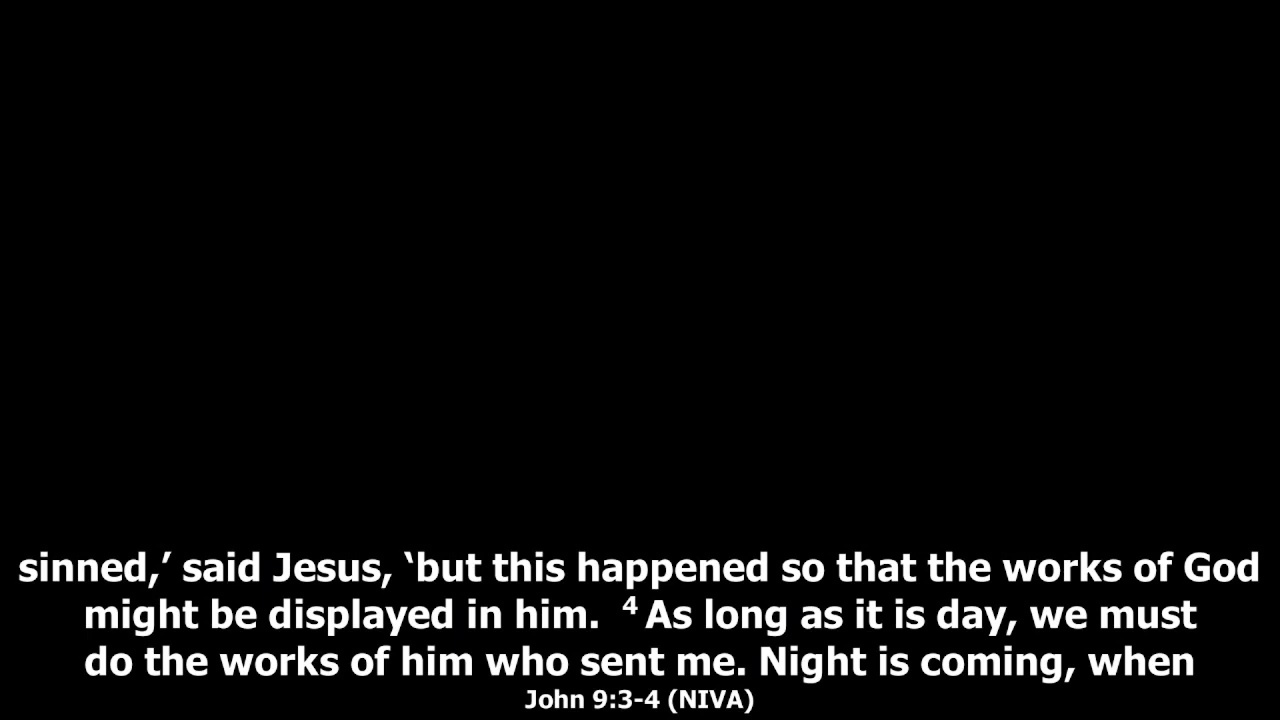 sinned,’ said Jesus, ‘but this happened so that the works of God
might be displayed in him. ⁴ As long as it is day, we must
do the works of him who sent me. Night is coming, when
John 9:3-4 (NIVA)